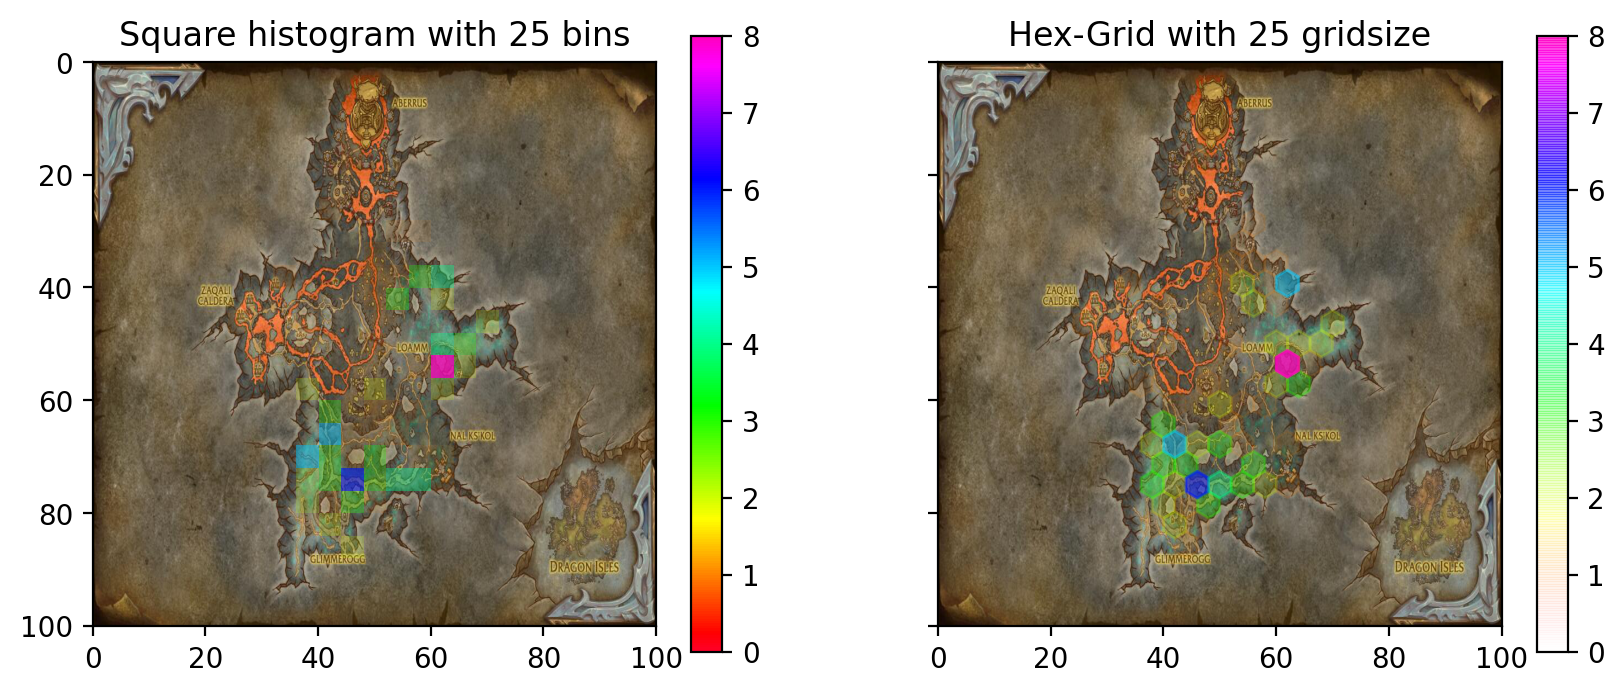 Square histogram with 25 bins
0
20
40
60
80
100
0
20
40
60
80
100
ABERRUS
ZAQALI
CALDERA
LOAMM
NAL KS'KOL
GLIMMEROGG
DRAGON ISLES
8
7
6
5
4
3
2
1
0
Hex-Grid with 25 gridsize
0
20
40
60
80
100
ABERRUS
ZAQALI
CALDERA
LOAMM
NAL KS'KOL
GLIMMEROGG
DRAGON ISLES
8
7
6
5
4
3
2
1
0